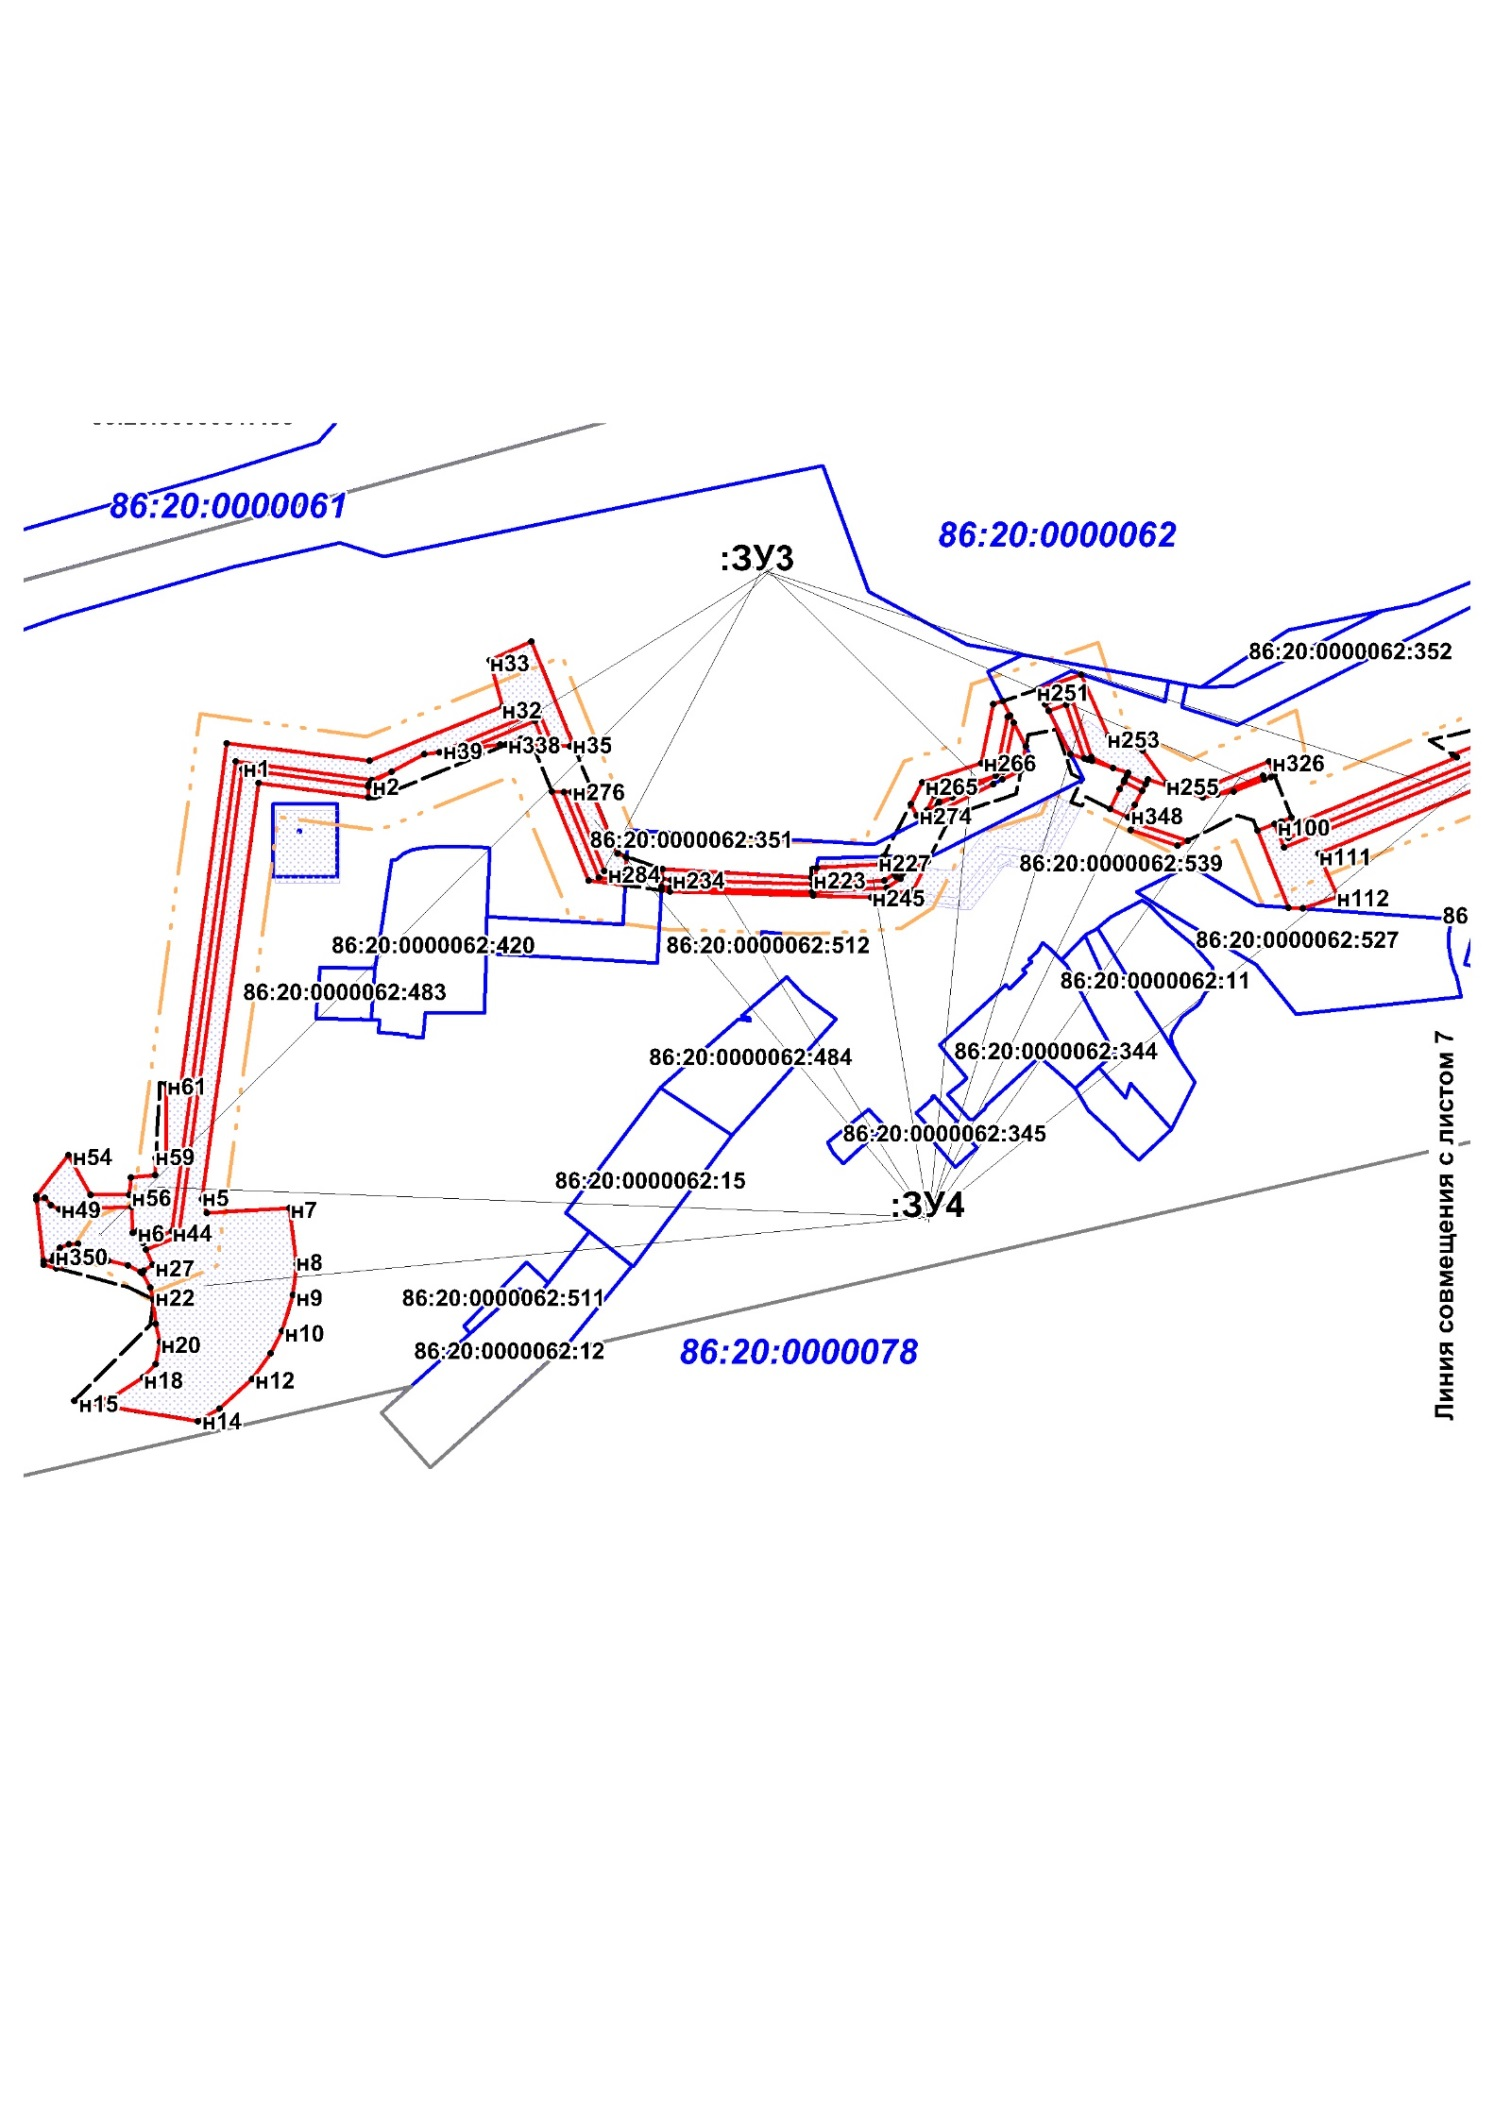 86:20:0000061
86:20:0000062
:ЗУ3
86:20:0000062:352
н33
н251
н32
н253
н39
н338
н35
н1
н266
н326
н2
н265
н255
н276
н274
н348
н100
86:20:0000062:351
н111
н227
86:20:0000062:539
н284
н234
н223
н245
н112
86
86:20:0000062:420
86:20:0000062:512
86:20:0000062:527
86:20:0000062:483
86:20:0000062:11
86:20:0000062:484
86:20:0000062:344
н61
86:20:0000062:345
н54
н59
86:20:0000062:15
н56
н5
:ЗУ4
н49
н7
н6
н44
н350
н27
н8
н22
н9
86:20:0000062:511
н10
н20
86:20:0000062:12
86:20:0000078
н18
н12
н15
н14
Линия совмещения с листом 7